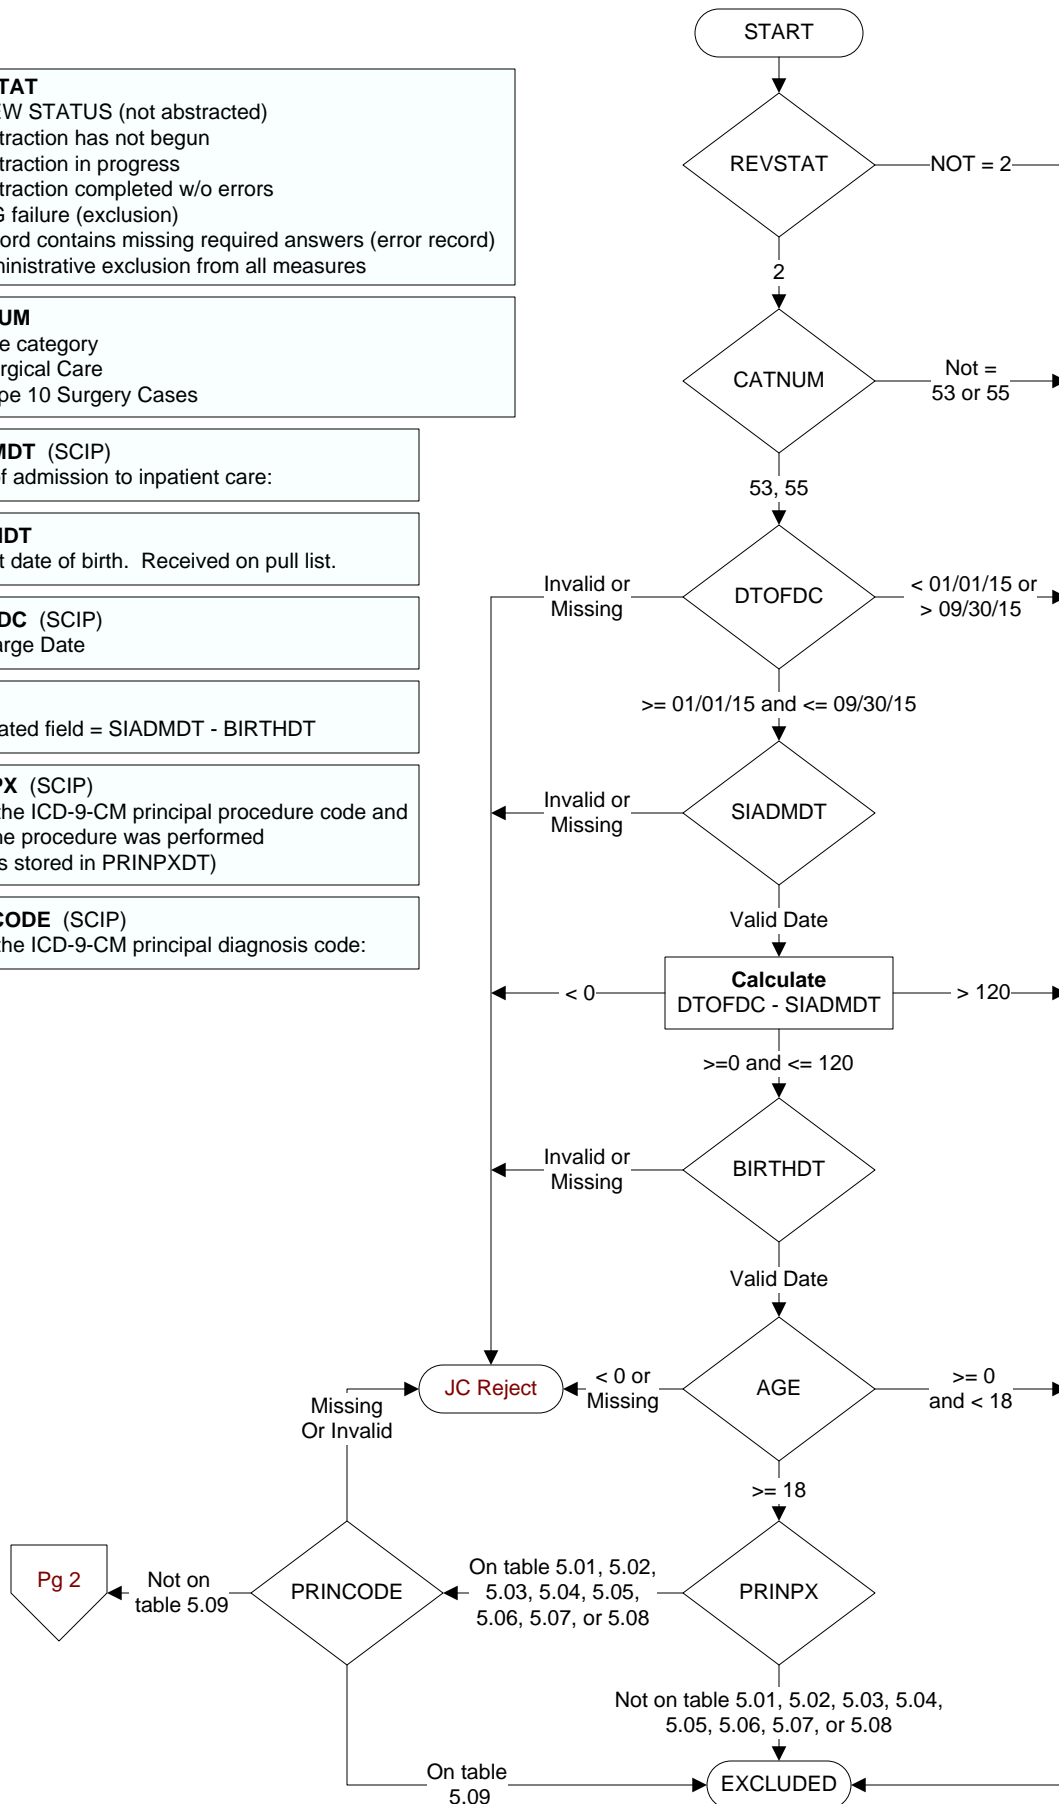 START
TAT
EW STATUS (not abstracted)
traction has not begun
traction in progress
traction completed w/o errors
G failure (exclusion)
ord contains missing required answers (error record)
ministrative exclusion from all measures
REVSTAT
NOT = 2
2
UM
e category
rgical Care
pe 10 Surgery Cases
CATNUM
Not =
53 or 55
53, 55
MDT (SCIP)
of admission to inpatient care:
HDT
t date of birth. Received on pull list.
DC (SCIP)
arge Date
ated field = SIADMDT - BIRTHDT
PX (SCIP)
the ICD-9-CM principal procedure code and
he procedure was performed
s stored in PRINPXDT)
CODE (SCIP)
the ICD-9-CM principal diagnosis code:
Invalid or
Missing
DTOFDC
< 01/01/15 or
> 09/30/15
>= 01/01/15 and <= 09/30/15
Invalid or
Missing
SIADMDT
Valid Date
< 0
Calculate
DTOFDC - SIADMDT
> 120
>=0 and <= 120
Invalid or
Missing
BIRTHDT
Valid Date
JC Reject
< 0 or
Missing
AGE
>= 0
and < 18
Missing
Or Invalid
>= 18
Pg 2
Not on
table 5.09
PRINCODE
On table 5.01, 5.02,
5.03, 5.04, 5.05,
5.06, 5.07, or 5.08
PRINPX
Not on table 5.01, 5.02, 5.03, 5.04,
5.05, 5.06, 5.07, or 5.08
On table
5.09
EXCLUDED